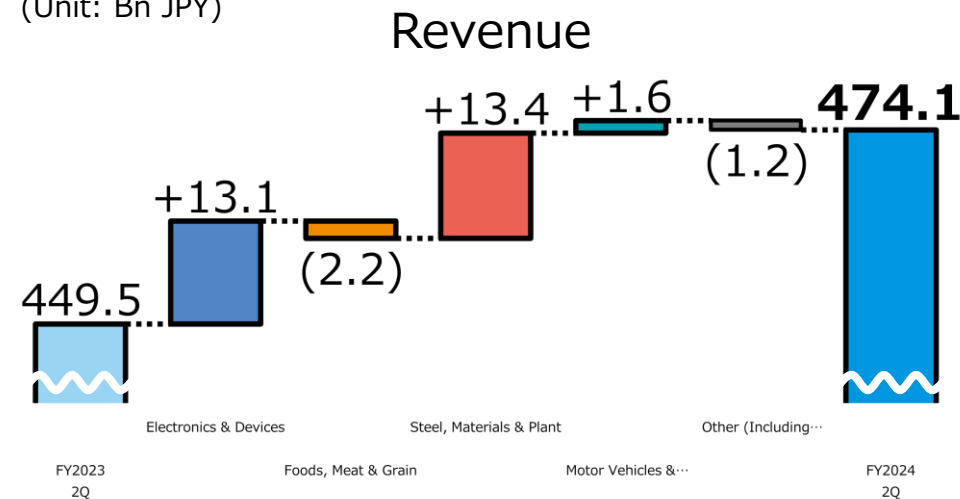 (Unit: Bn JPY)
Revenue
449.5
+13.1
(2.2)
+13.4
+1.6
(1.2)
474.1
Electronics & Devices
Steel, Materials & Plant
Other (Including…
FY2023
2Q
Foods, Meat & Grain
Motor Vehicles &…
FY2024
2Q